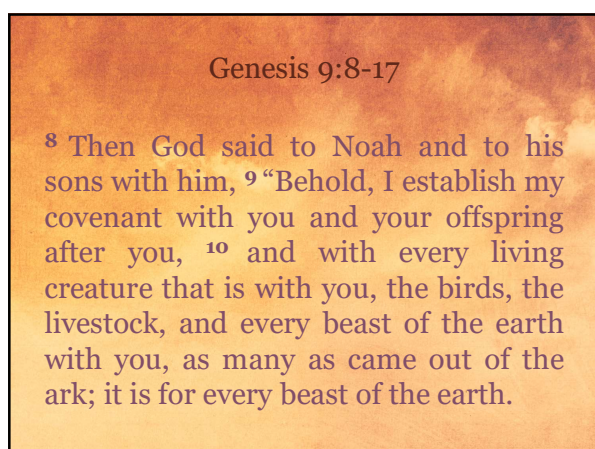 Genesis 9:8-17
8 Then God said to Noah and to his
sons with him, 9 “Behold, I establish my
covenant with you and your offspring
after you, 10 and with every living
creature that is with you, the birds, the
livestock, and every beast of the earth
with you, as many as came out of the
ark; it is for every beast of the earth.